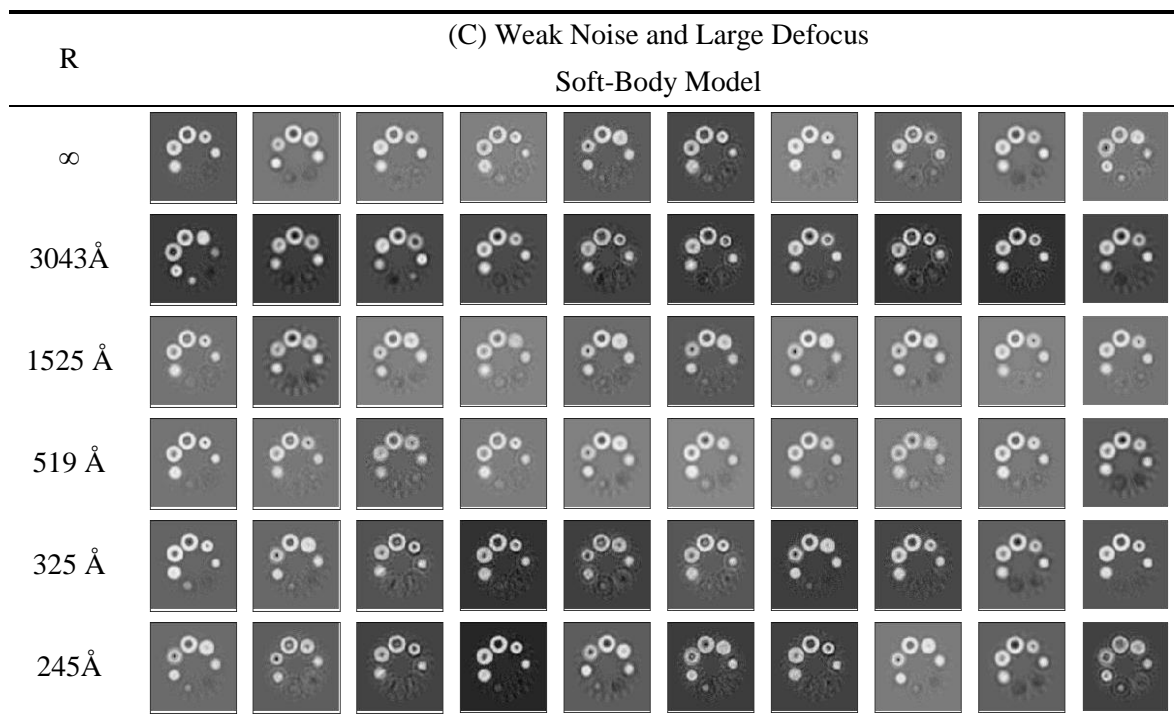 R
(C) Weak Noise and Large Defocus
Soft-Body Model
∞
3043Å
1525 Å
519 Å
325 Å
245Å